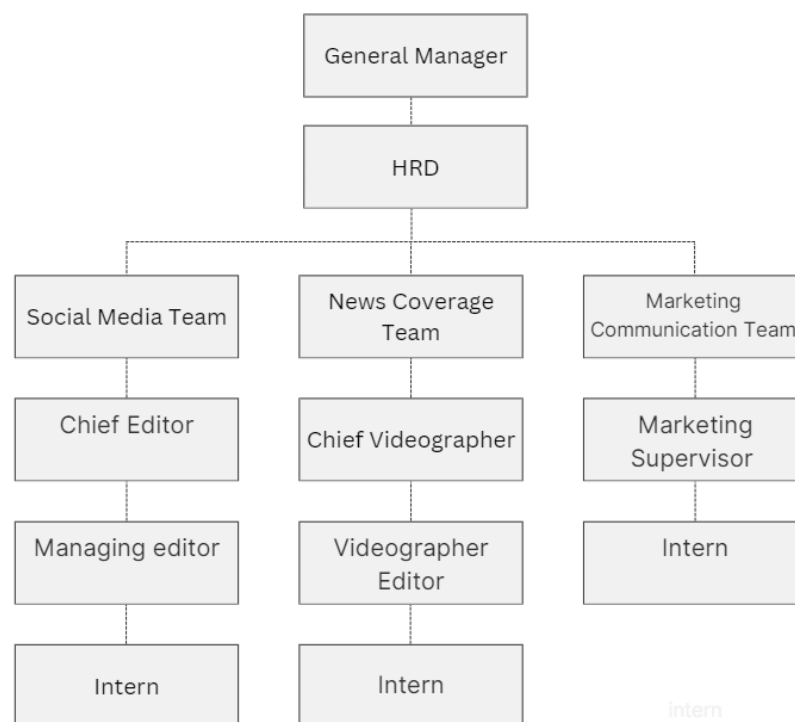 General Manager
HRD
Social Media Team
News Coverage
Team
Marketing
Communication Team
Chief Editor
Chief Videographer
Marketing
Supervisor
Managing editor
Videographer
Editor
Intern
Intern
Intern
intern